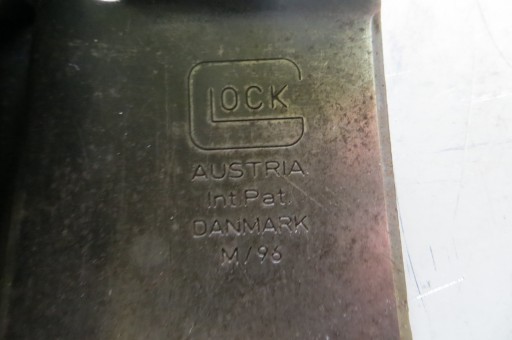 GLOCK
AUSTRIA
Int.Pat.
DANMARK
M/96